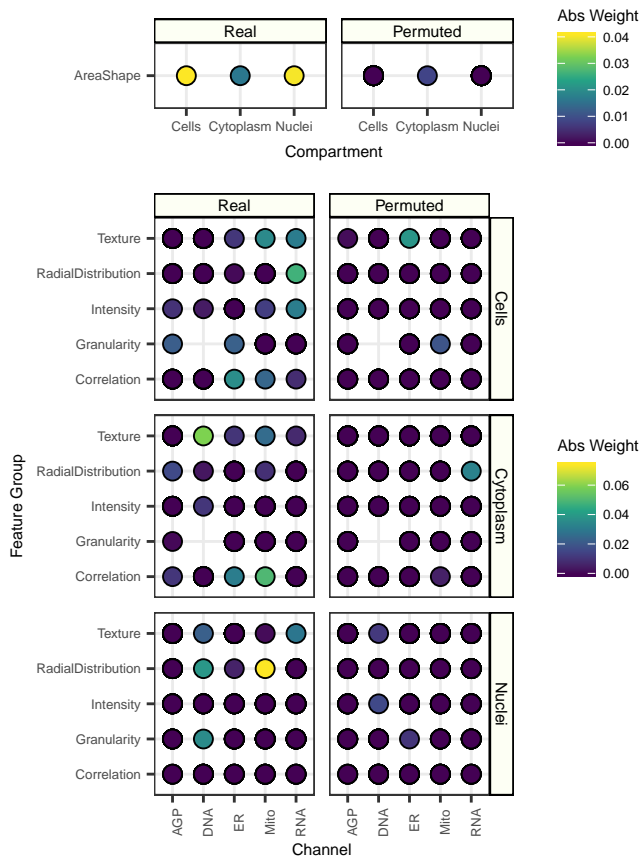 Real
Permuted
Abs Weight
0.04
0.03
0.02
0.01
0.00
AreaShape
Cells Cytoplasm Nuclei
Cells Cytoplasm Nuclei
Compartment
Real
Permuted
Texture
RadialDistribution
Intensity
Granularity
Correlation
Cells
Texture
RadialDistribution
Intensity
Granularity
Correlation
Cytoplasm
Feature Group
Abs Weight
0.06
0.04
0.02
0.00
Texture
RadialDistribution
Intensity
Granularity
Correlation
Nuclei
AGP DNA ER Mito RNA
AGP DNA ER Mito RNA
Channel